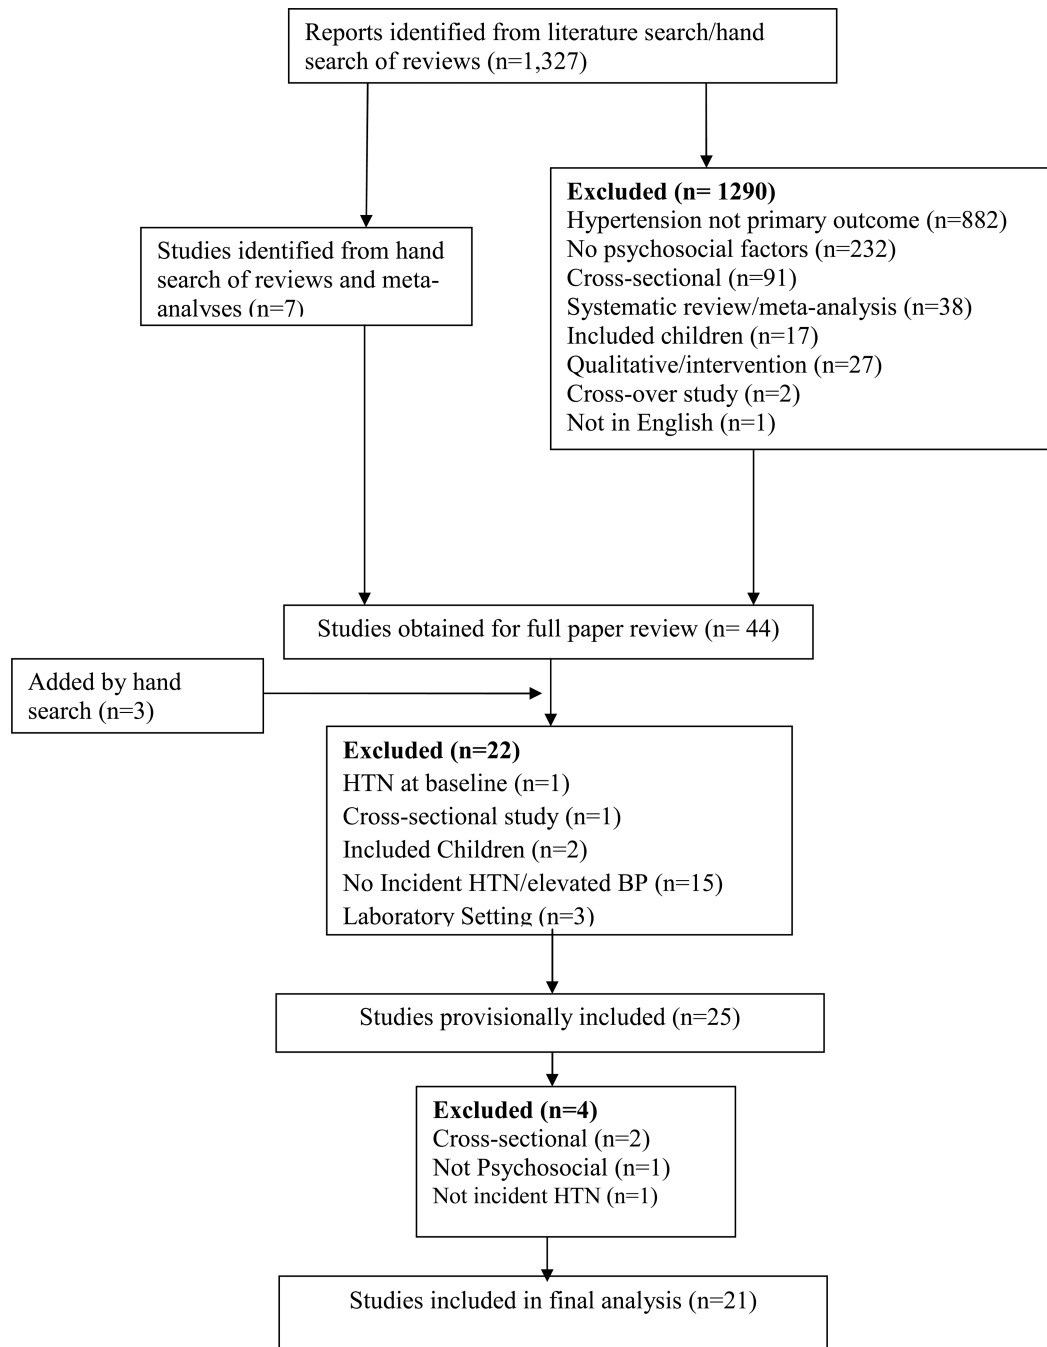 Reports identified from literature search/hand
search of reviews (n=1,327)
Excluded (n= 1290)
Hypertension not primary outcome (n=882)
No psychosocial factors (n=232)
Cross-sectional (n=91)
Systematic review/meta-analysis (n=38)
Included children (n=17)
Qualitative/intervention (n=27)
Cross-over study (n=2)
Not in English (n=1)
Studies identified from hand
search of reviews and meta-
analyses (n=7)
Studies obtained for full paper review (n= 44)
Added by hand
search (n=3)
Excluded (n=22)
HTN at baseline (n=1)
Cross-sectional study (n=1)
Included Children (n=2)
No Incident HTN/elevated BP (n=15)
Laboratory Setting (n=3)
Studies provisionally included (n=25)
Excluded (n=4)
Cross-sectional (n=2)
Not Psychosocial (n=1)
Not incident HTN (n=1)
Studies included in final analysis (n=21)